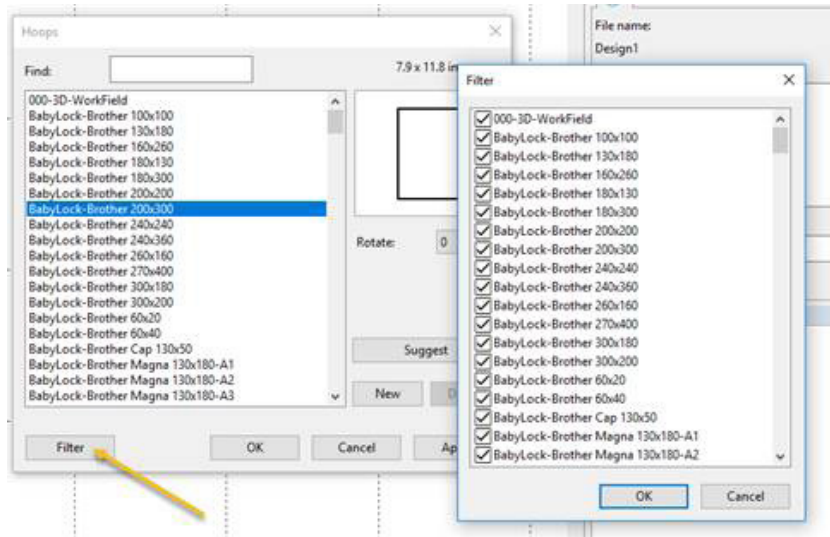 Hoops
Find:
7.9 x 11.8 in
000-3D-WorkField
BabyLock-Brother 100x100
BabyLock-Brother 130x180
BabyLock-Brother 160x260
BabyLock-Brother 180x130
BabyLock-Brother 180x300
BabyLock-Brother 200x200
BabyLock-Brother 200x300
BabyLock-Brother 240x240
BabyLock-Brother 240x360
BabyLock-Brother 260x160
BabyLock-Brother 270x400
BabyLock-Brother 300x180
BabyLock-Brother 300x200
BabyLock-Brother 60x20
BabyLock-Brother 60x40
BabyLock-Brother Cap 130x50
BabyLock-Brother Magna 130x180-A1
BabyLock-Brother Magna 130x180-A2
BabyLock-Brother Magna 130x180-A3
Rotate: 0
Suggest
New D
Filter OK Cancel Ap
File name:
Design1
Filter
000-3D-WorkField
BabyLock-Brother 100x100
BabyLock-Brother 130x180
BabyLock-Brother 160x260
BabyLock-Brother 180x130
BabyLock-Brother 180x300
BabyLock-Brother 200x200
BabyLock-Brother 200x300
BabyLock-Brother 240x240
BabyLock-Brother 240x360
BabyLock-Brother 260x160
BabyLock-Brother 270x400
BabyLock-Brother 300x180
BabyLock-Brother 300x200
BabyLock-Brother 60x20
BabyLock-Brother 60x40
BabyLock-Brother Cap 130x50
BabyLock-Brother Magna 130x180-A1
BabyLock-Brother Magna 130x180-A2
OK Cancel